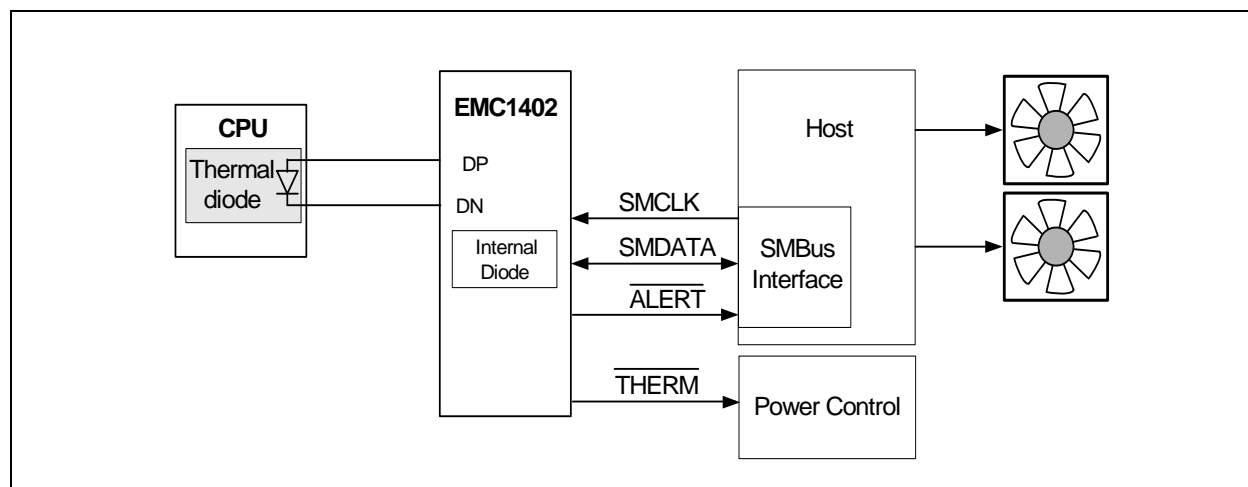 CPU
Thermal
diode
EMC1402
DP
DN
Internal
Diode
SMCLK
SMDATA
ALERT
THERM
Host
SMBus
Interface
Power Control